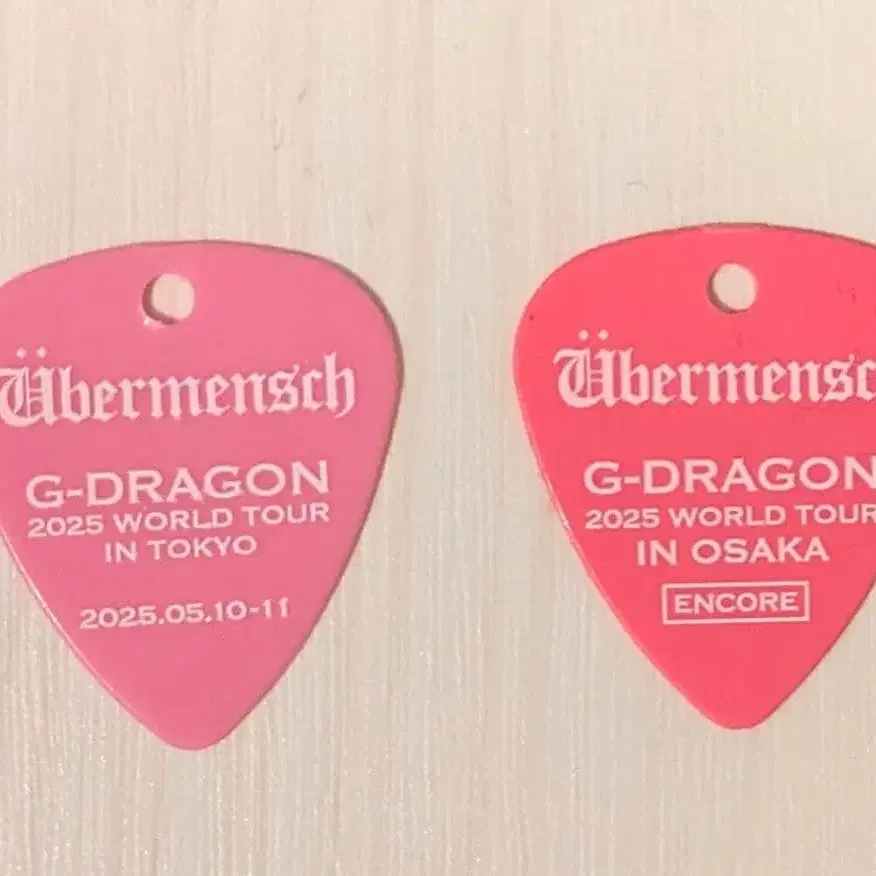 Übermensch
G-DRAGON
2025 WORLD TOUR
IN TOKYO
2025.05.10-11
Übermensc
G-DRAGON
2025 WORLD TOUR
IN OSAKA
ENCORE